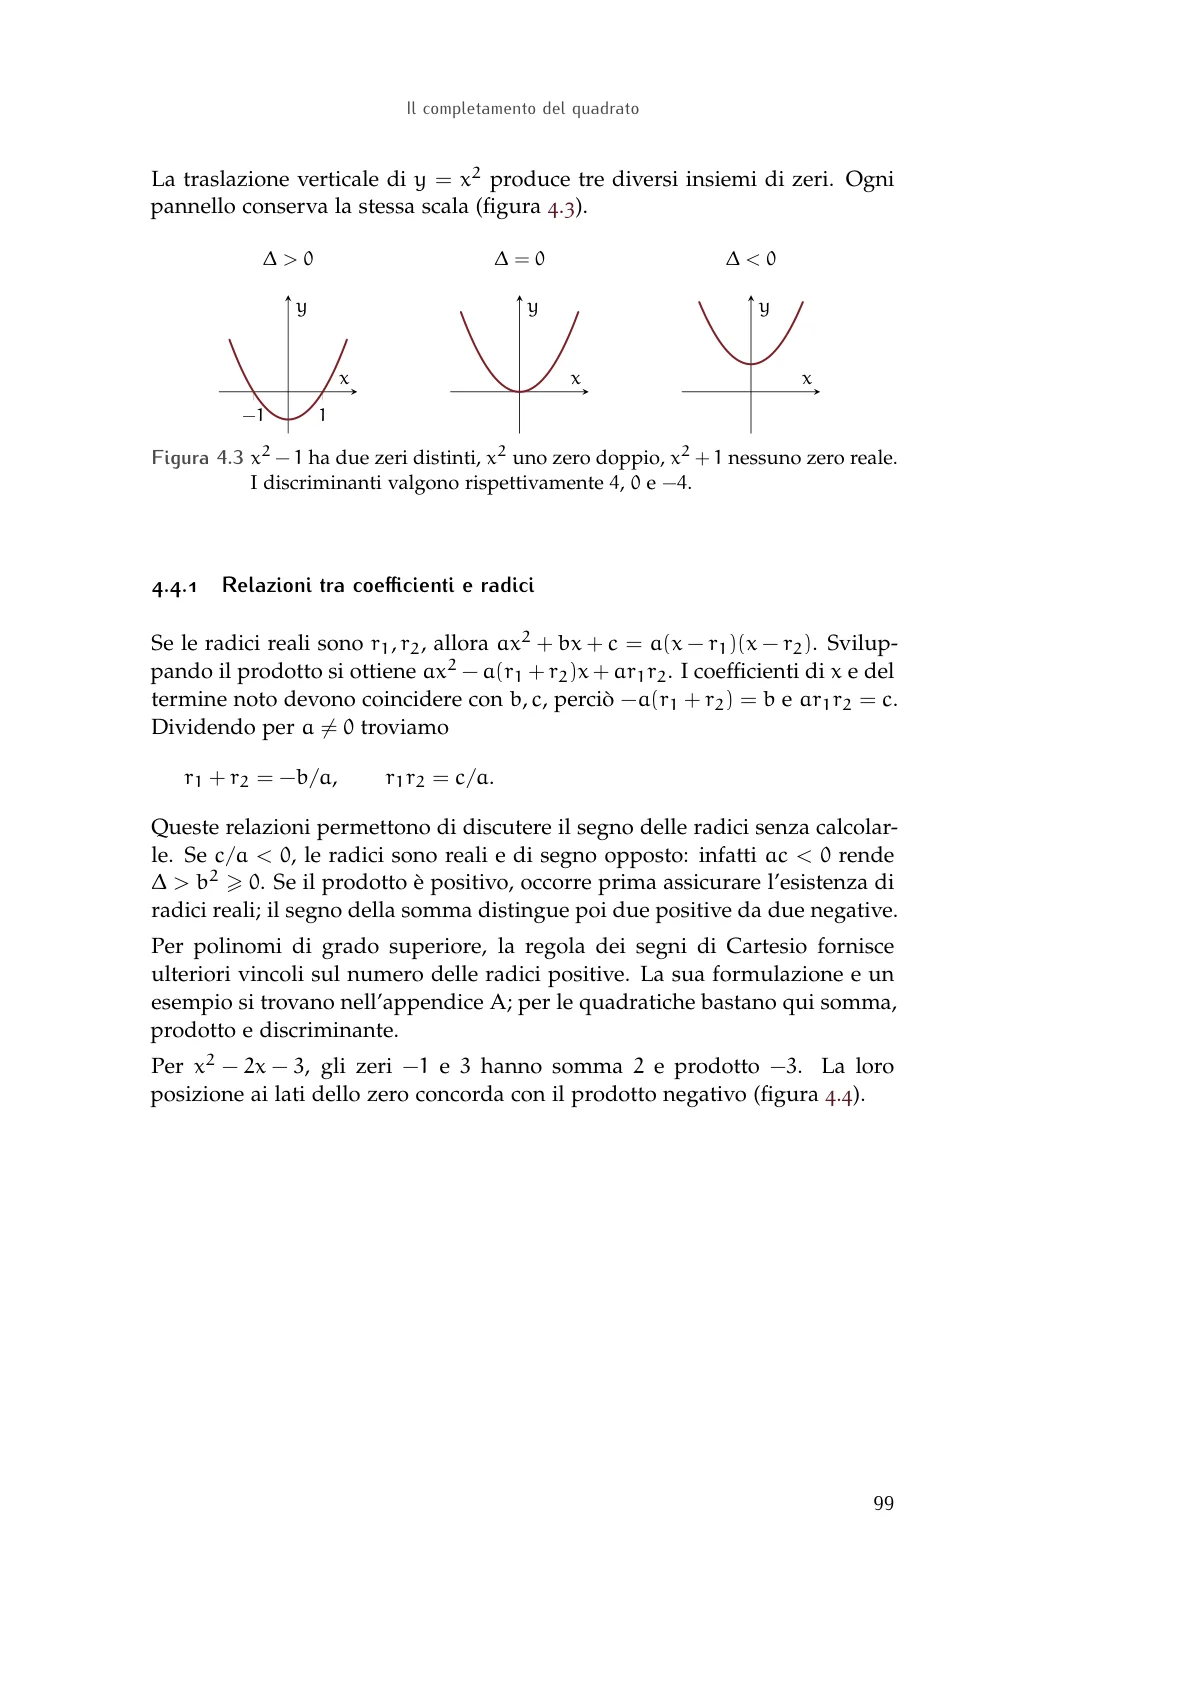 Il completamento del quadrato
La traslazione verticale di y = x² produce tre diversi insiemi di zeri. Ogni
pannello conserva la stessa scala (figura 4.3).
Δ > 0 Δ = 0 Δ < 0
y y y
x x x
−1 1
Figura 4.3 x² − 1 ha due zeri distinti, x² uno zero doppio, x² + 1 nessuno zero reale.
I discriminanti valgono rispettivamente 4, 0 e −4.
4.4.1 Relazioni tra coefficienti e radici
Se le radici reali sono r₁, r₂, allora ax² + bx + c = a(x − r₁)(x − r₂). Svilup-
pando il prodotto si ottiene ax² − a(r₁ + r₂)x + ar₁r₂. I coefficienti di x e del
termine noto devono coincidere con b, c, perciò −a(r₁ + r₂) = b e ar₁r₂ = c.
Dividendo per a ≠ 0 troviamo
r₁ + r₂ = −b/a, r₁r₂ = c/a.
Queste relazioni permettono di discutere il segno delle radici senza calcolar-
le. Se c/a < 0, le radici sono reali e di segno opposto: infatti ac < 0 rende
Δ > b² ⩾ 0. Se il prodotto è positivo, occorre prima assicurare l'esistenza di
radici reali; il segno della somma distingue poi due positive da due negative.
Per polinomi di grado superiore, la regola dei segni di Cartesio fornisce
ulteriori vincoli sul numero delle radici positive. La sua formulazione e un
esempio si trovano nell'appendice A; per le quadratiche bastano qui somma,
prodotto e discriminante.
Per x² − 2x − 3, gli zeri −1 e 3 hanno somma 2 e prodotto −3. La loro
posizione ai lati dello zero concorda con il prodotto negativo (figura 4.4).
99